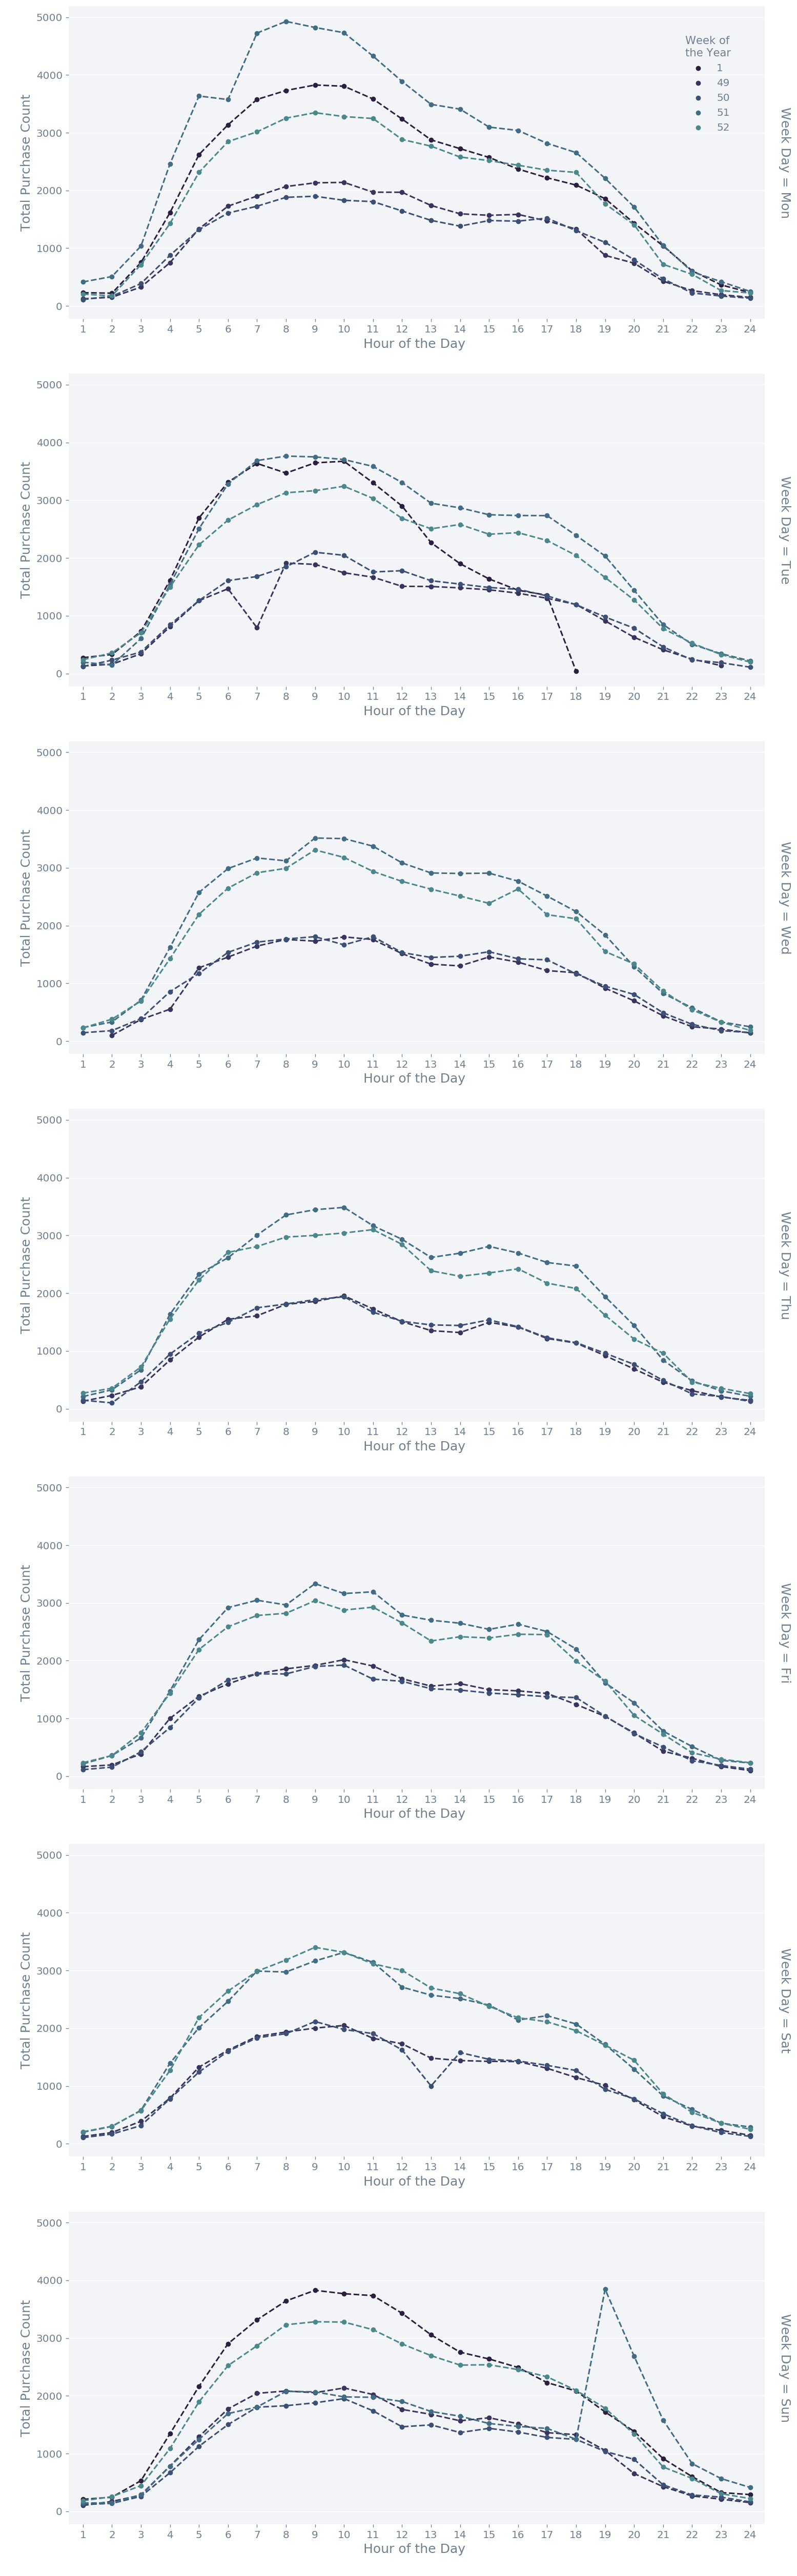 5000
4000
3000
2000
1000
0
Total Purchase Count
Week of
the Year
1
49
50
51
52
Week Day = Mon
1 2 3 4 5 6 7 8 9 10 11 12 13 14 15 16 17 18 19 20 21 22 23 24
Hour of the Day
5000
4000
3000
2000
1000
0
Total Purchase Count
Week Day = Tue
1 2 3 4 5 6 7 8 9 10 11 12 13 14 15 16 17 18 19 20 21 22 23 24
Hour of the Day
5000
4000
3000
2000
1000
0
Total Purchase Count
Week Day = Wed
1 2 3 4 5 6 7 8 9 10 11 12 13 14 15 16 17 18 19 20 21 22 23 24
Hour of the Day
5000
4000
3000
2000
1000
0
Total Purchase Count
Week Day = Thu
1 2 3 4 5 6 7 8 9 10 11 12 13 14 15 16 17 18 19 20 21 22 23 24
Hour of the Day
5000
4000
3000
2000
1000
0
Total Purchase Count
Week Day = Fri
1 2 3 4 5 6 7 8 9 10 11 12 13 14 15 16 17 18 19 20 21 22 23 24
Hour of the Day
5000
4000
3000
2000
1000
0
Total Purchase Count
Week Day = Sat
1 2 3 4 5 6 7 8 9 10 11 12 13 14 15 16 17 18 19 20 21 22 23 24
Hour of the Day
5000
4000
3000
2000
1000
0
Total Purchase Count
Week Day = Sun
1 2 3 4 5 6 7 8 9 10 11 12 13 14 15 16 17 18 19 20 21 22 23 24
Hour of the Day